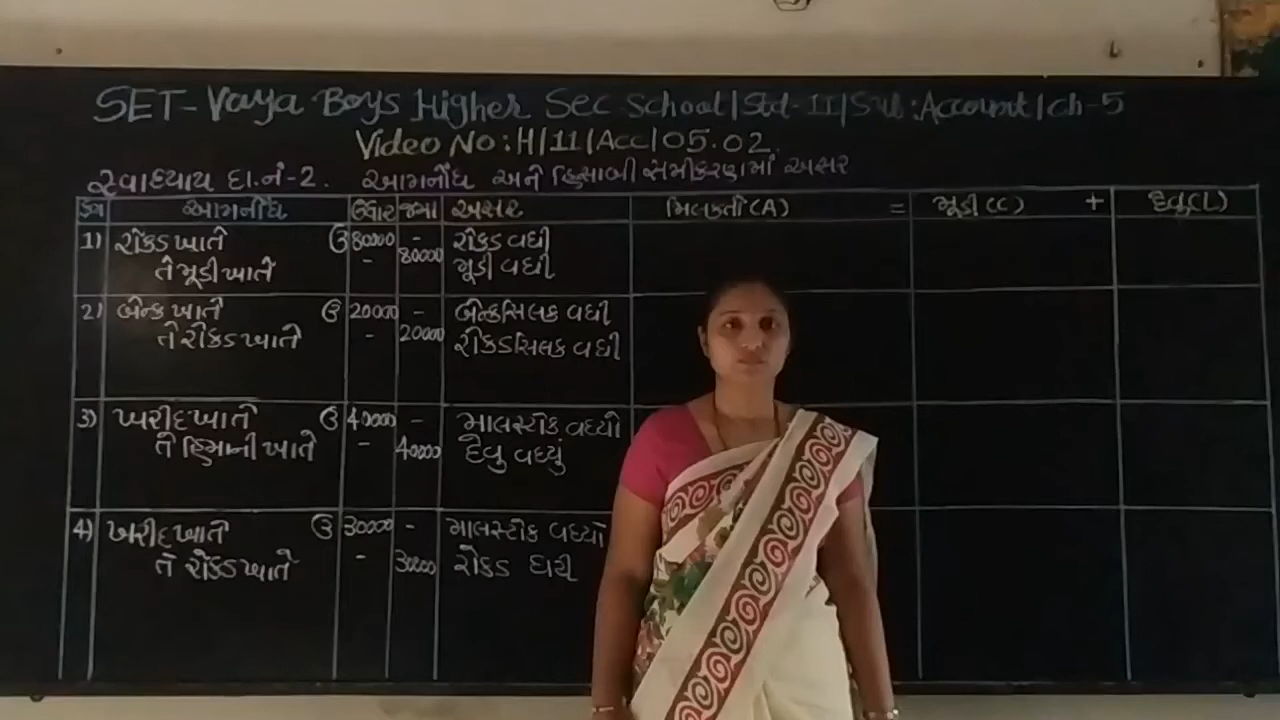 SET-Vaya Boys Higher Sec School/Std-11/Sub:Account/ch-5
Video No:H/11/Acc/05.02.
સ્વાધ્યાય દા.નં-2. આમનોંધ અને હિસાબી સમીકરણમાં અસર
ક્રમ આમનોંધ ઉધાર જમા અસર મિલકતો (A) = મૂડી (C) + દેવુ(L)
1) રોકડ ખાતે ઉ 80000 - રોકડ વધી
તે મૂડી ખાતે - 80000 મૂડી વધી
2) બેન્ક ખાતે ઉ 20000 - બેન્કસિલક વધી
તે રોકડ ખાતે - 20000 રોકડસિલક વધી
3) ખરીદ ખાતે ઉ 40000 - માલસ્ટોક વધ્યો
તે હિમાની ખાતે - 40000 દેવુ વધ્યું
4) ખરીદ ખાતે ઉ 30000 - માલસ્ટોક વધ્યો
તે રોકડ ખાતે - 30000 રોકડ ઘટી